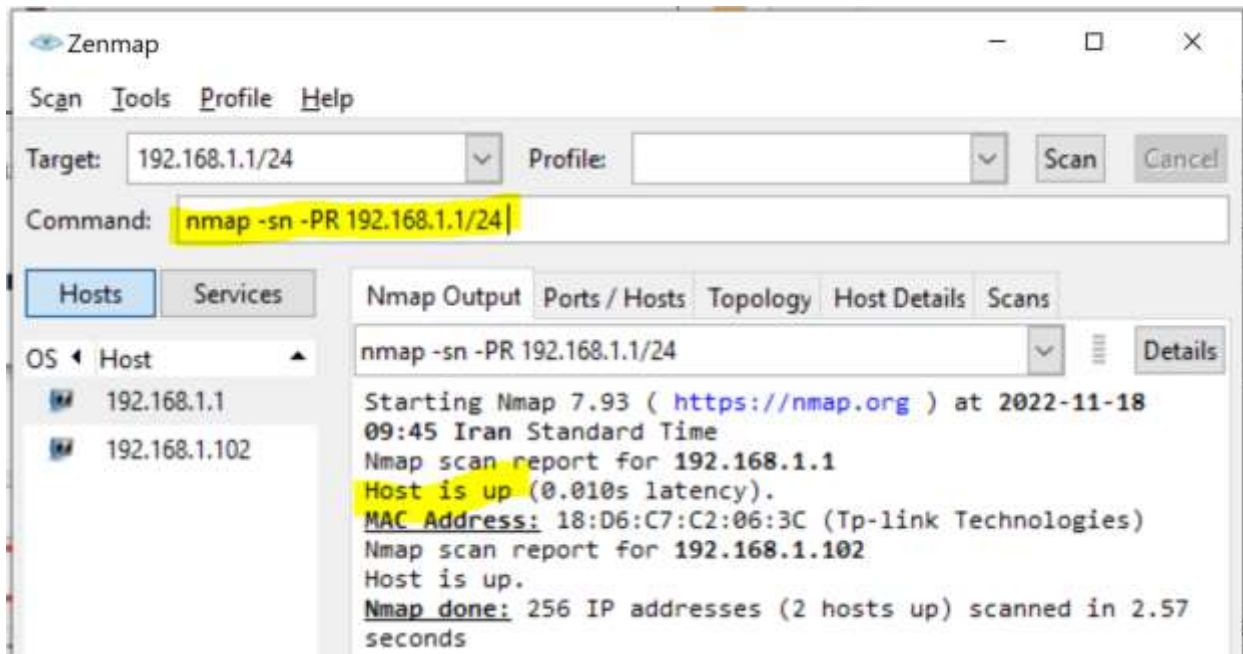 Zenmap
Scan Tools Profile Help
Target: 192.168.1.1/24 Profile: Scan Cancel
Command: nmap -sn -PR 192.168.1.1/24
Hosts Services Nmap Output Ports / Hosts Topology Host Details Scans
OS Host nmap -sn -PR 192.168.1.1/24 Details
192.168.1.1
192.168.1.102
Starting Nmap 7.93 ( https://nmap.org ) at 2022-11-18
09:45 Iran Standard Time
Nmap scan report for 192.168.1.1
Host is up (0.010s latency).
MAC Address: 18:D6:C7:C2:06:3C (Tp-link Technologies)
Nmap scan report for 192.168.1.102
Host is up.
Nmap done: 256 IP addresses (2 hosts up) scanned in 2.57
seconds